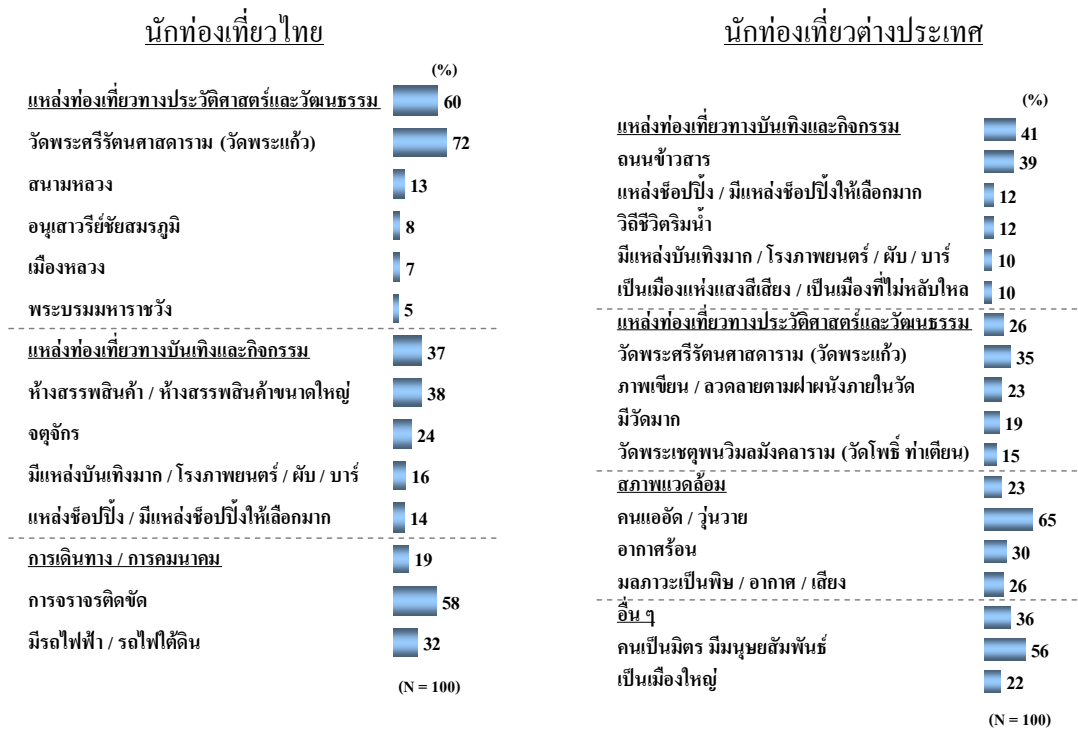 นักท่องเที่ยวไทย
(%)
แหล่งท่องเที่ยวทางประวัติศาสตร์และวัฒนธรรม 60
วัดพระศรีรัตนศาสดาราม (วัดพระแก้ว) 72
สนามหลวง 13
อนุเสาวรีย์ชัยสมรภูมิ 8
เมืองหลวง 7
พระบรมมหาราชวัง 5
แหล่งท่องเที่ยวทางบันเทิงและกิจกรรม 37
ห้างสรรพสินค้า / ห้างสรรพสินค้าขนาดใหญ่ 38
จตุจักร 24
มีแหล่งบันเทิงมาก / โรงภาพยนตร์ / ผับ / บาร์ 16
แหล่งช็อปปิ้ง / มีแหล่งช็อปปิ้งให้เลือกมาก 14
การเดินทาง / การคมนาคม 19
การจราจรติดขัด 58
มีรถไฟฟ้า / รถไฟใต้ดิน 32
(N = 100)
นักท่องเที่ยวต่างประเทศ
(%)
แหล่งท่องเที่ยวทางบันเทิงและกิจกรรม 41
ถนนข้าวสาร 39
แหล่งช็อปปิ้ง / มีแหล่งช็อปปิ้งให้เลือกมาก 12
วิถีชีวิตริมน้ำ 12
มีแหล่งบันเทิงมาก / โรงภาพยนตร์ / ผับ / บาร์ 10
เป็นเมืองแห่งแสงสีเสียง / เป็นเมืองที่ไม่หลับใหล 10
แหล่งท่องเที่ยวทางประวัติศาสตร์และวัฒนธรรม 26
วัดพระศรีรัตนศาสดาราม (วัดพระแก้ว) 35
ภาพเขียน / ลวดลายตามฝาผนังภายในวัด 23
มีวัดมาก 19
วัดพระเชตุพนวิมลมังคลาราม (วัดโพธิ์ ท่าเตียน) 15
สภาพแวดล้อม 23
คนแออัด / วุ่นวาย 65
อากาศร้อน 30
มลภาวะเป็นพิษ / อากาศ / เสียง 26
อื่น ๆ 36
คนเป็นมิตร มีมนุษยสัมพันธ์ 56
เป็นเมืองใหญ่ 22
(N = 100)